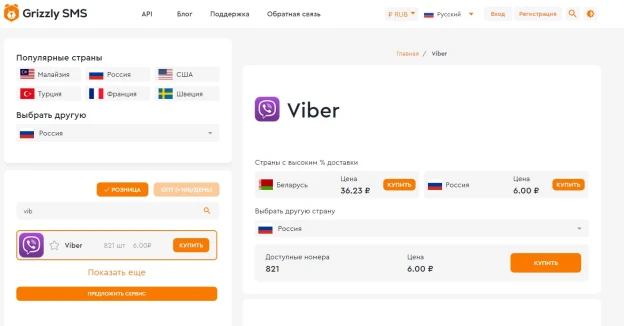 Grizzly SMS
API
Блог
Поддержка
Обратная связь
₽ RUB
Русский
Вход
Регистрация
Популярные страны
Малайзия
Россия
США
Турция
Франция
Швеция
Выбрать другую
Россия
РОЗНИЦА
vib
Viber
821 шт
6.00₽
КУПИТЬ
Показать еще
ПРЕДЛОЖИТЬ СЕРВИС
Главная / Viber
Viber
Страны с высоким % доставки
Беларусь
Цена
36.23 ₽
КУПИТЬ
Россия
Цена
6.00 ₽
КУПИТЬ
Выбрать другую страну
Россия
Доступные номера
821
Цена
6.00 ₽
КУПИТЬ